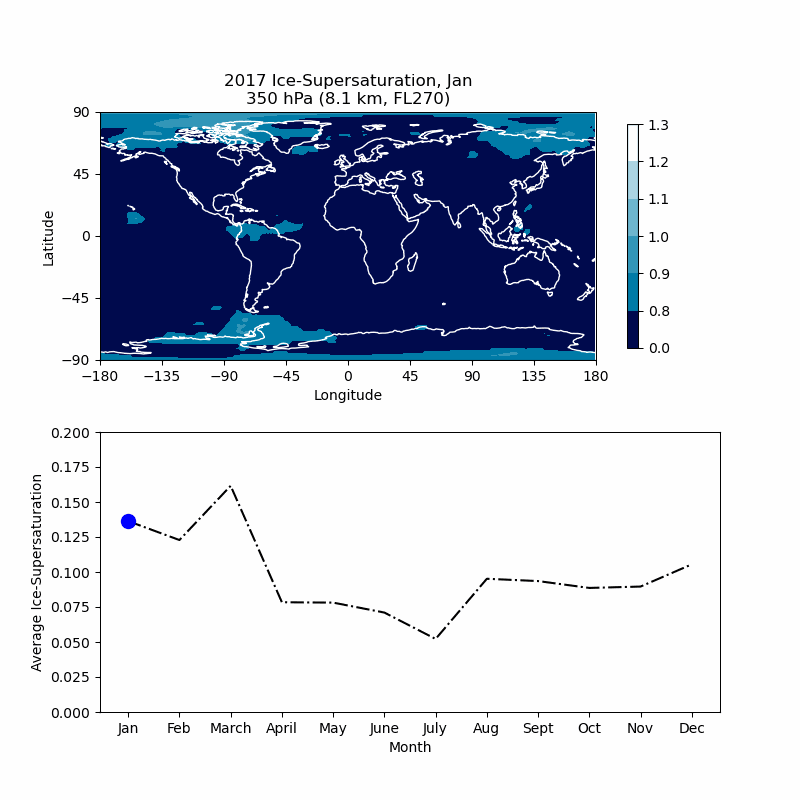 2017 Ice-Supersaturation, Jan
350 hPa (8.1 km, FL270)
90
45
0
−45
−90
Latitude
−180 −135 −90 −45 0 45 90 135 180
Longitude
1.3
1.2
1.1
1.0
0.9
0.8
0.0
0.200
0.175
0.150
0.125
0.100
0.075
0.050
0.025
0.000
Average Ice-Supersaturation
Jan Feb March April May June July Aug Sept Oct Nov Dec
Month